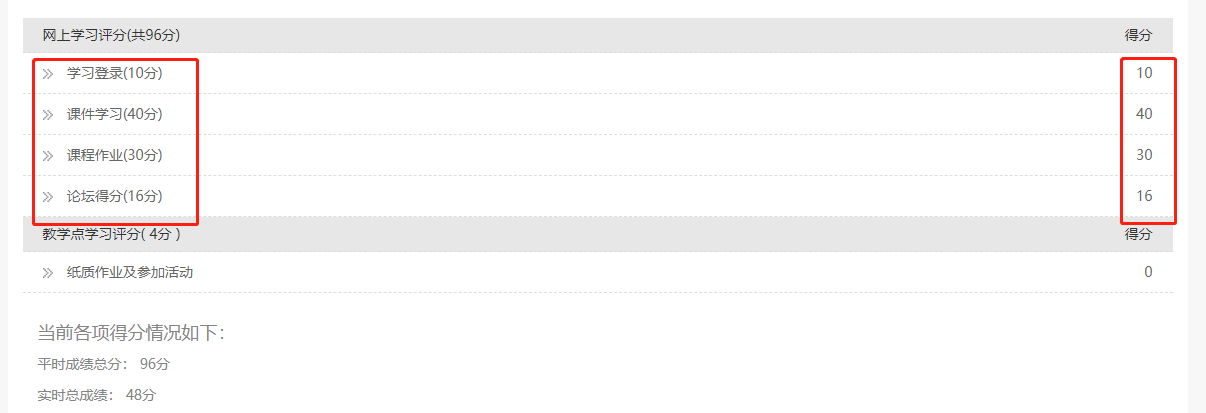 网上学习评分(共96分) 得分
学习登录(10分) 10
课件学习(40分) 40
课程作业(30分) 30
论坛得分(16分) 16
教学点学习评分( 4分 ) 得分
纸质作业及参加活动 0
当前各项得分情况如下：
平时成绩总分： 96分
实时总成绩： 48分